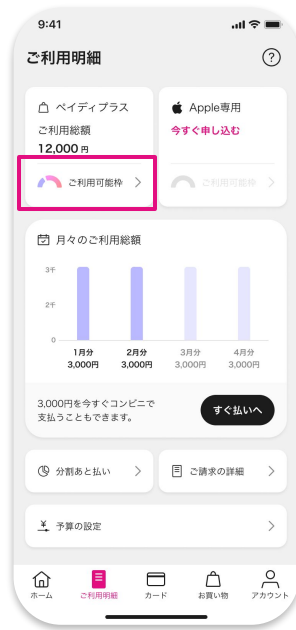 9:41
ご利用明細
?
ペイディプラス
Apple専用
ご利用総額
今すぐ申し込む
12,000 円
ご利用可能枠
ご利用可能枠
月々のご利用総額
3千
2千
0
1月分 2月分 3月分 4月分
3,000円 3,000円 3,000円 3,000円
3,000円を今すぐコンビニで
支払うこともできます。
すぐ払いへ
分割あと払い
ご請求の詳細
予算の設定
ホーム ご利用明細 カード お買い物 アカウント